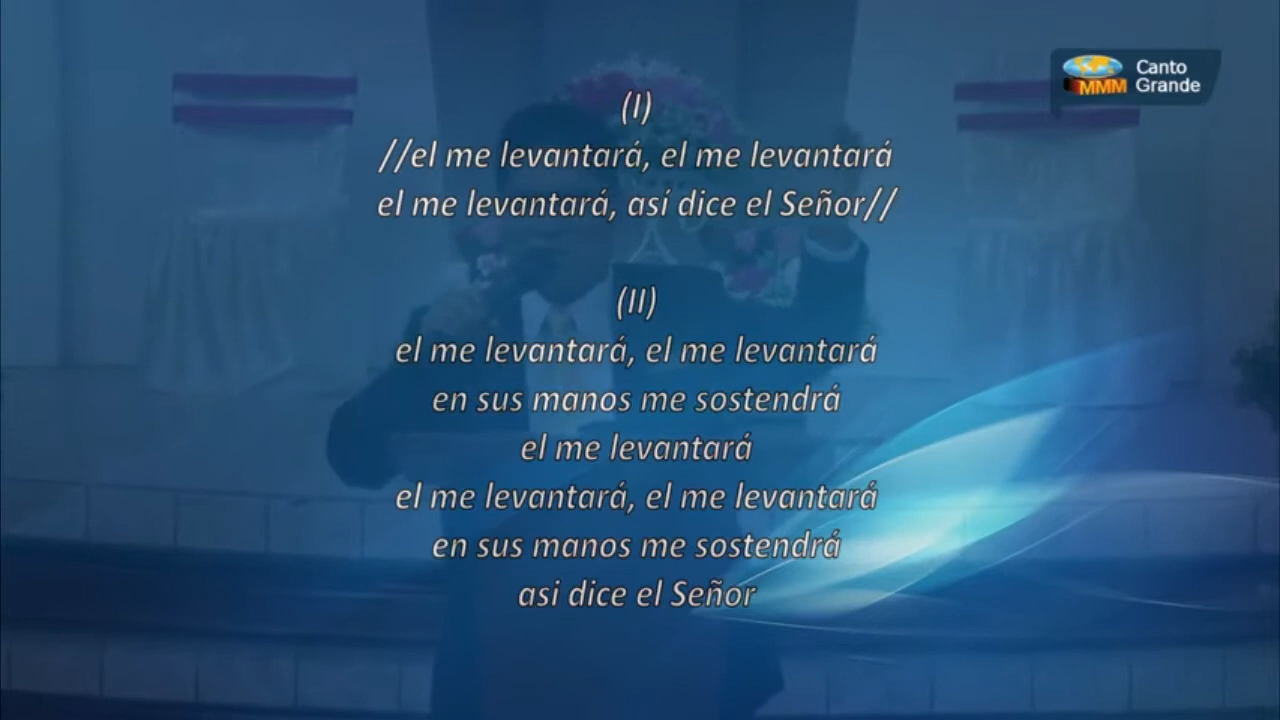 Canto
MMM Grande
(I)
//el me levantará, el me levantará
el me levantará, así dice el Señor//
(II)
el me levantará, el me levantará
en sus manos me sostendrá
el me levantará
el me levantará, el me levantará
en sus manos me sostendrá
asi dice el Señor